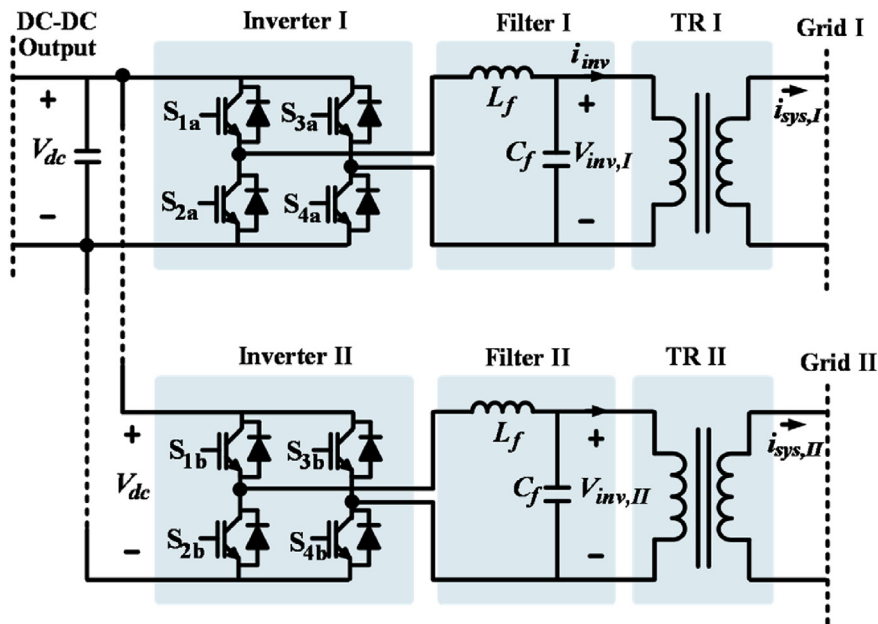 DC-DC
Output
Inverter I
Filter I
TR I
Grid I
+
V_dc
−
S_1a
S_3a
S_2a
S_4a
L_f
C_f
i_inv
+
V_inv,I
−
i_sys,I
Inverter II
Filter II
TR II
Grid II
+
V_dc
−
S_1b
S_3b
S_2b
S_4b
L_f
C_f
+
V_inv,II
−
i_sys,II